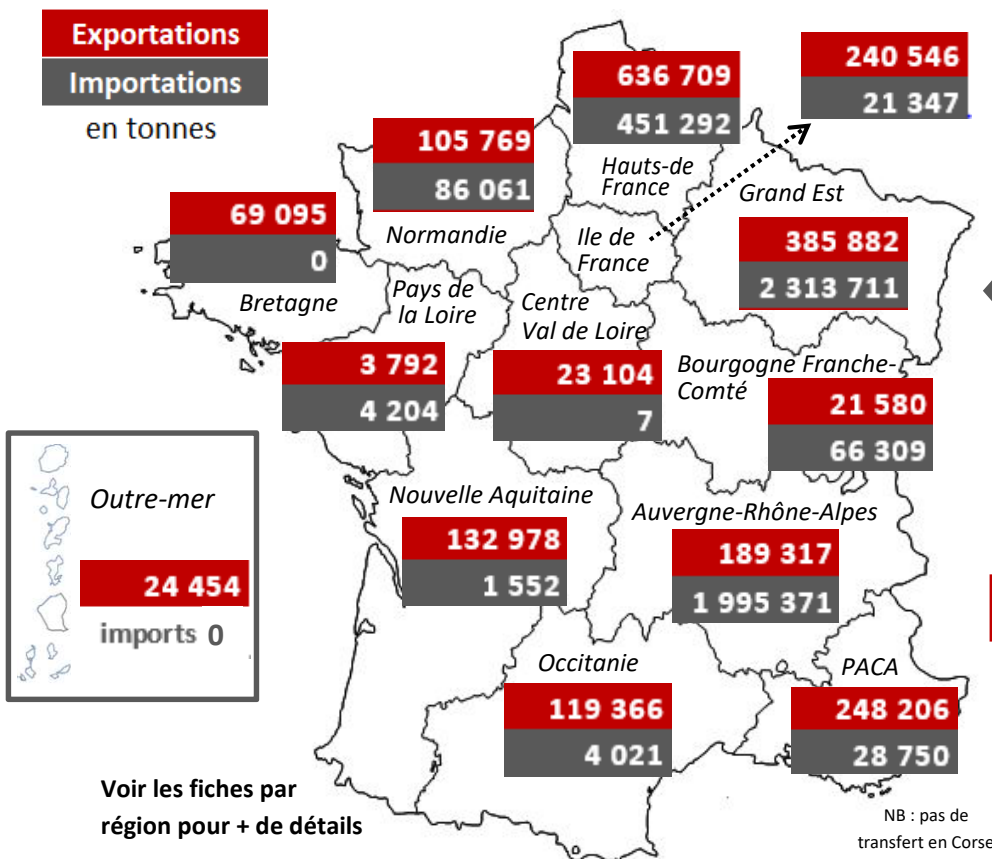 Exportations
Importations
en tonnes
636 709
451 292
Hauts-de
France
240 546
21 347
105 769
86 061
Normandie
Grand Est
385 882
2 313 711
69 095
0
Bretagne
Ile de
France
Pays de
la Loire
3 792
4 204
Centre
Val de Loire
23 104
7
Bourgogne Franche-
Comté
21 580
66 309
Outre-mer
24 454
imports 0
Nouvelle Aquitaine
132 978
1 552
Auvergne-Rhône-Alpes
189 317
1 995 371
Occitanie
119 366
4 021
PACA
248 206
28 750
Voir les fiches par
région pour + de détails
NB : pas de
transfert en Corse